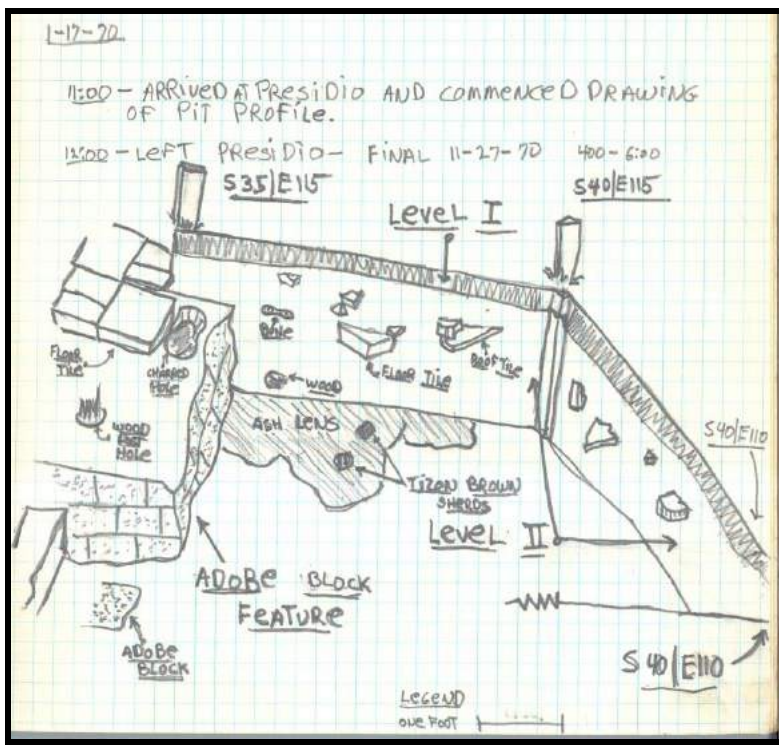 1-17-70
11:00 - ARRIVED AT PRESIDIO AND COMMENCED DRAWING
OF PIT PROFILE.
12:00 - LEFT PRESIDIO - FINAL 11-27-70 400-6:00
S35/E115
S40/E115
LEVEL I
BONE
FLOOR TILE
ROOF TILE
FLOOR
TILE
CHARRED
HOLE
WOOD
WOOD
POST
HOLE
ASH LENS
S40/E110
TIZON BROWN
SHERDS
LEVEL II
ADOBE BLOCK
FEATURE
ADOBE
BLOCK
S40/E110
LEGEND
ONE FOOT